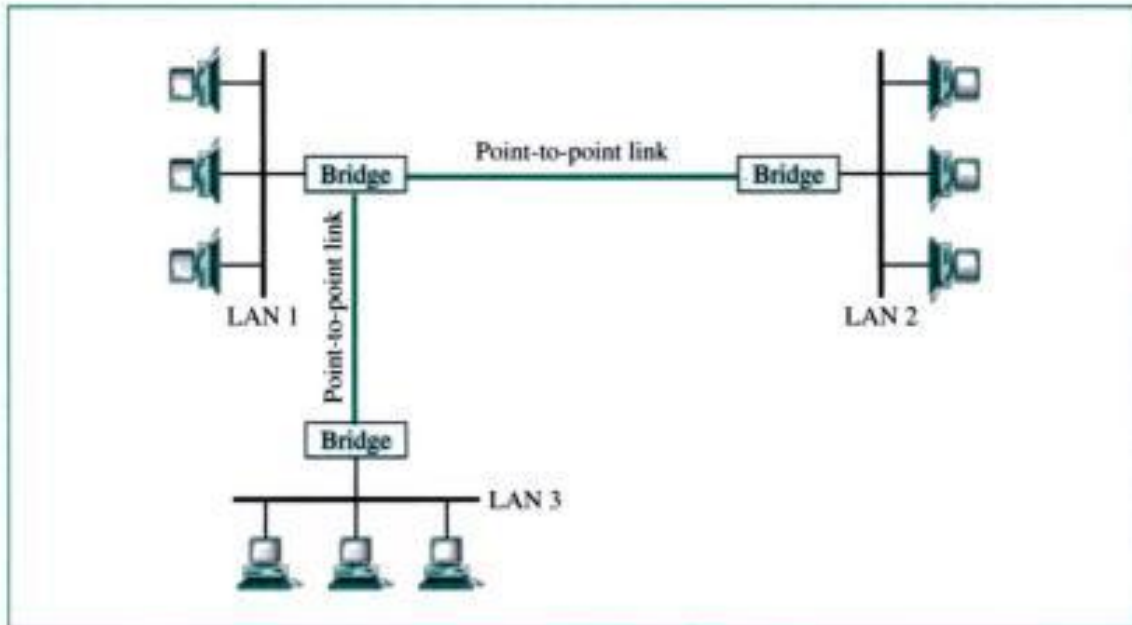 Point-to-point link
Bridge
Bridge
LAN 1
Point-to-point link
LAN 2
Bridge
LAN 3